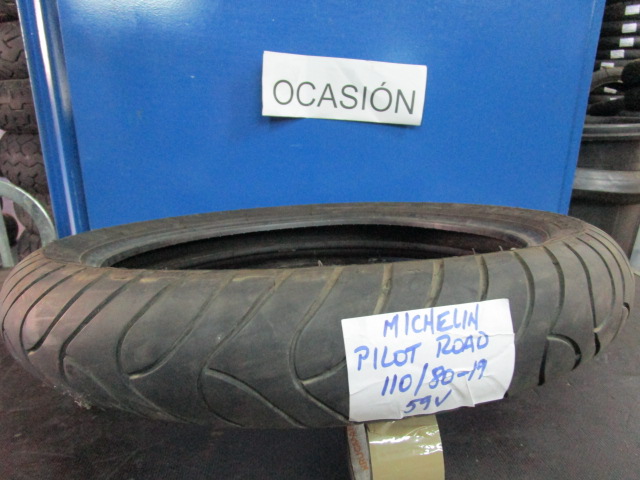 OCASIÓN
MICHELIN
PILOT ROAD
110/80-19
59V